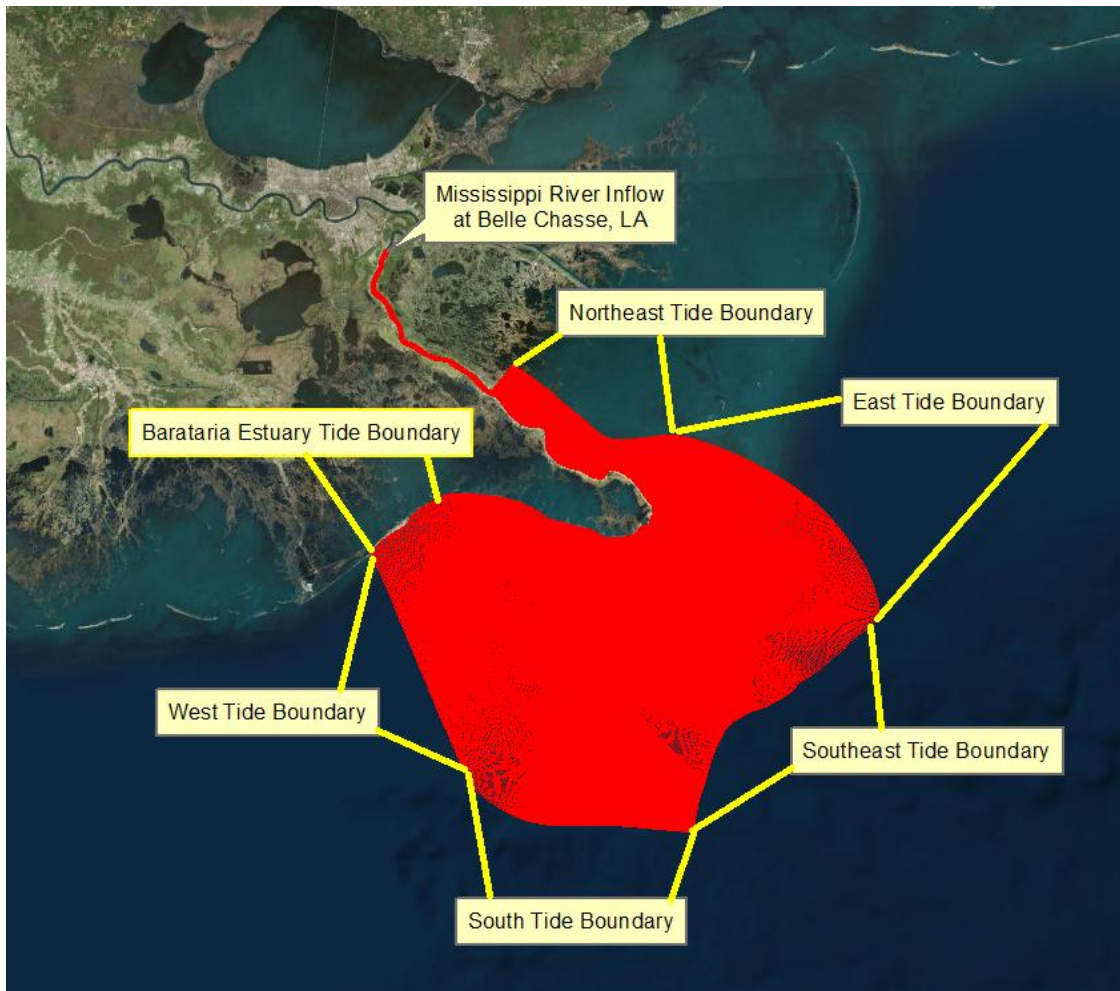 Mississippi River Inflow
at Belle Chasse, LA
Northeast Tide Boundary
East Tide Boundary
Barataria Estuary Tide Boundary
West Tide Boundary
Southeast Tide Boundary
South Tide Boundary